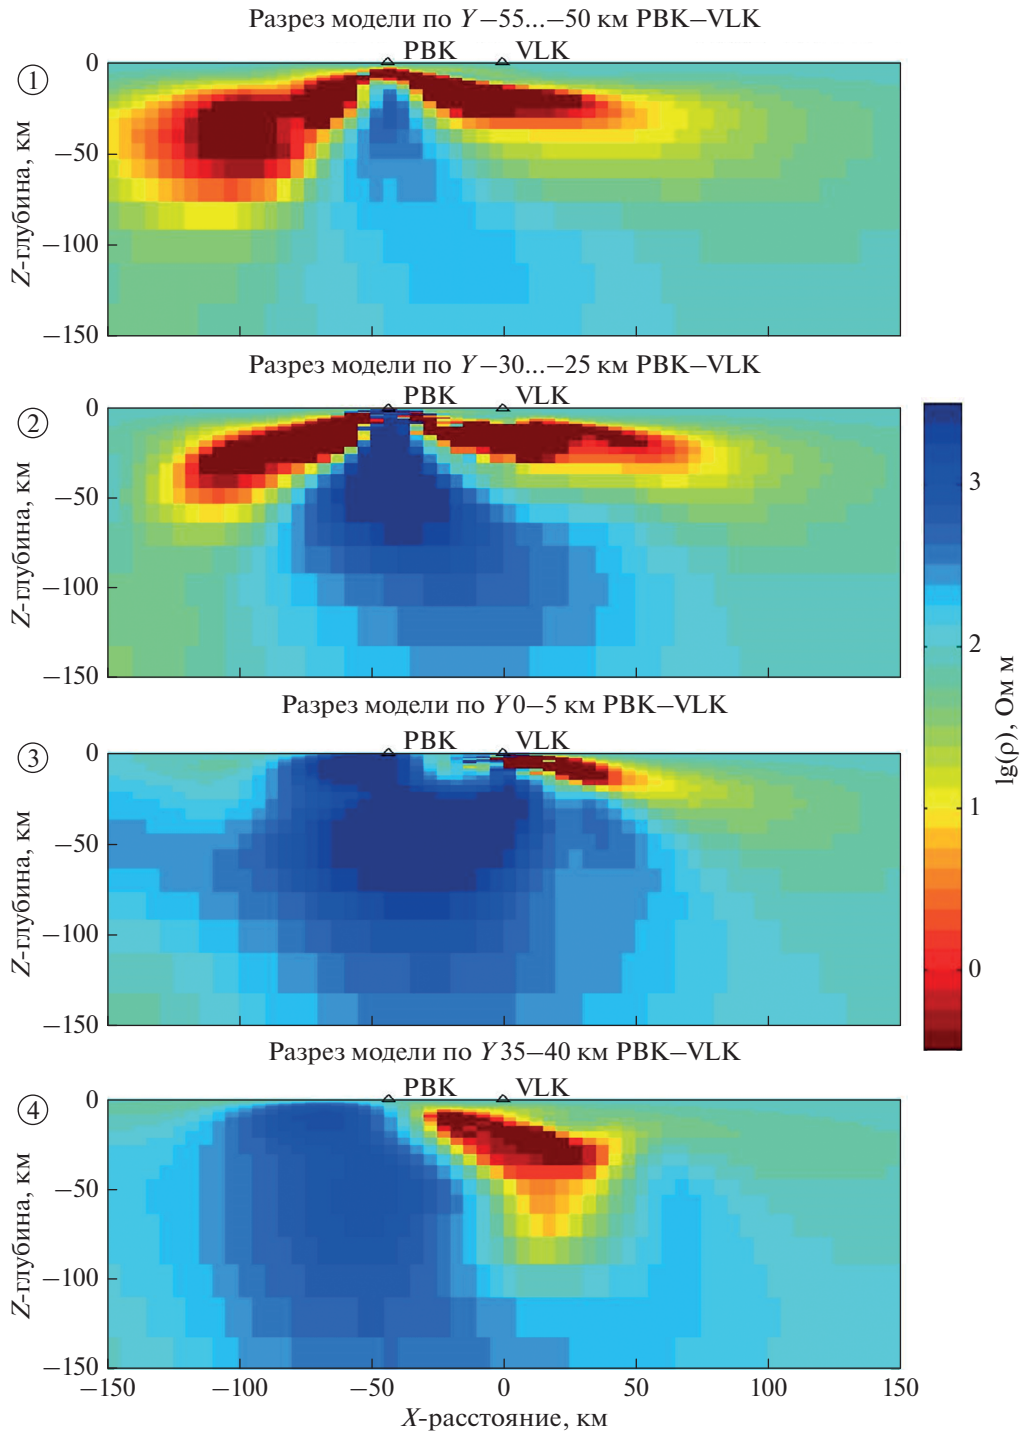 Разрез модели по Y –55...–50 км PBK–VLK
PBK VLK
1
0
–50
–100
–150
Z-глубина, км
Разрез модели по Y –30...–25 км PBK–VLK
PBK VLK
2
0
–50
–100
–150
Z-глубина, км
Разрез модели по Y 0–5 км PBK–VLK
PBK VLK
3
0
–50
–100
–150
Z-глубина, км
Разрез модели по Y 35–40 км PBK–VLK
PBK VLK
4
0
–50
–100
–150
Z-глубина, км
–150 –100 –50 0 50 100 150
X-расстояние, км
3
2
1
0
lg(ρ), Ом м